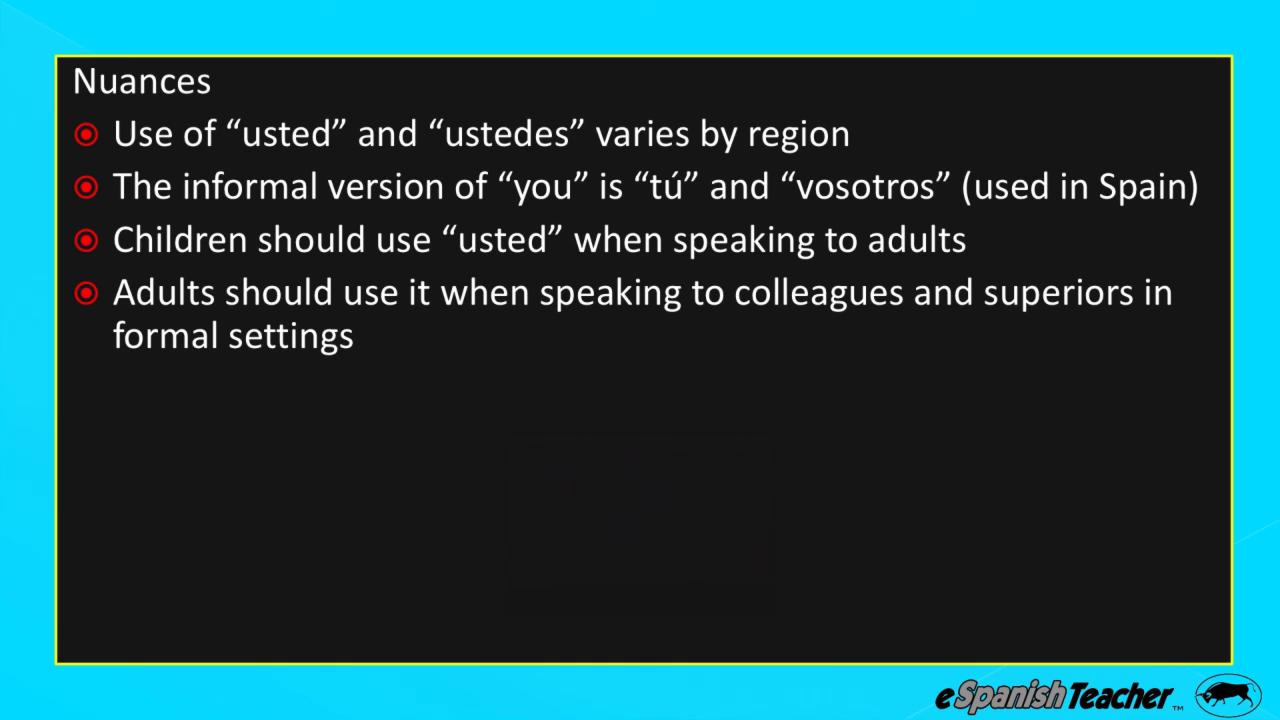 Nuances
Use of “usted” and “ustedes” varies by region
The informal version of “you” is “tú” and “vosotros” (used in Spain)
Children should use “usted” when speaking to adults
Adults should use it when speaking to colleagues and superiors in
formal settings
eSpanishTeacher™